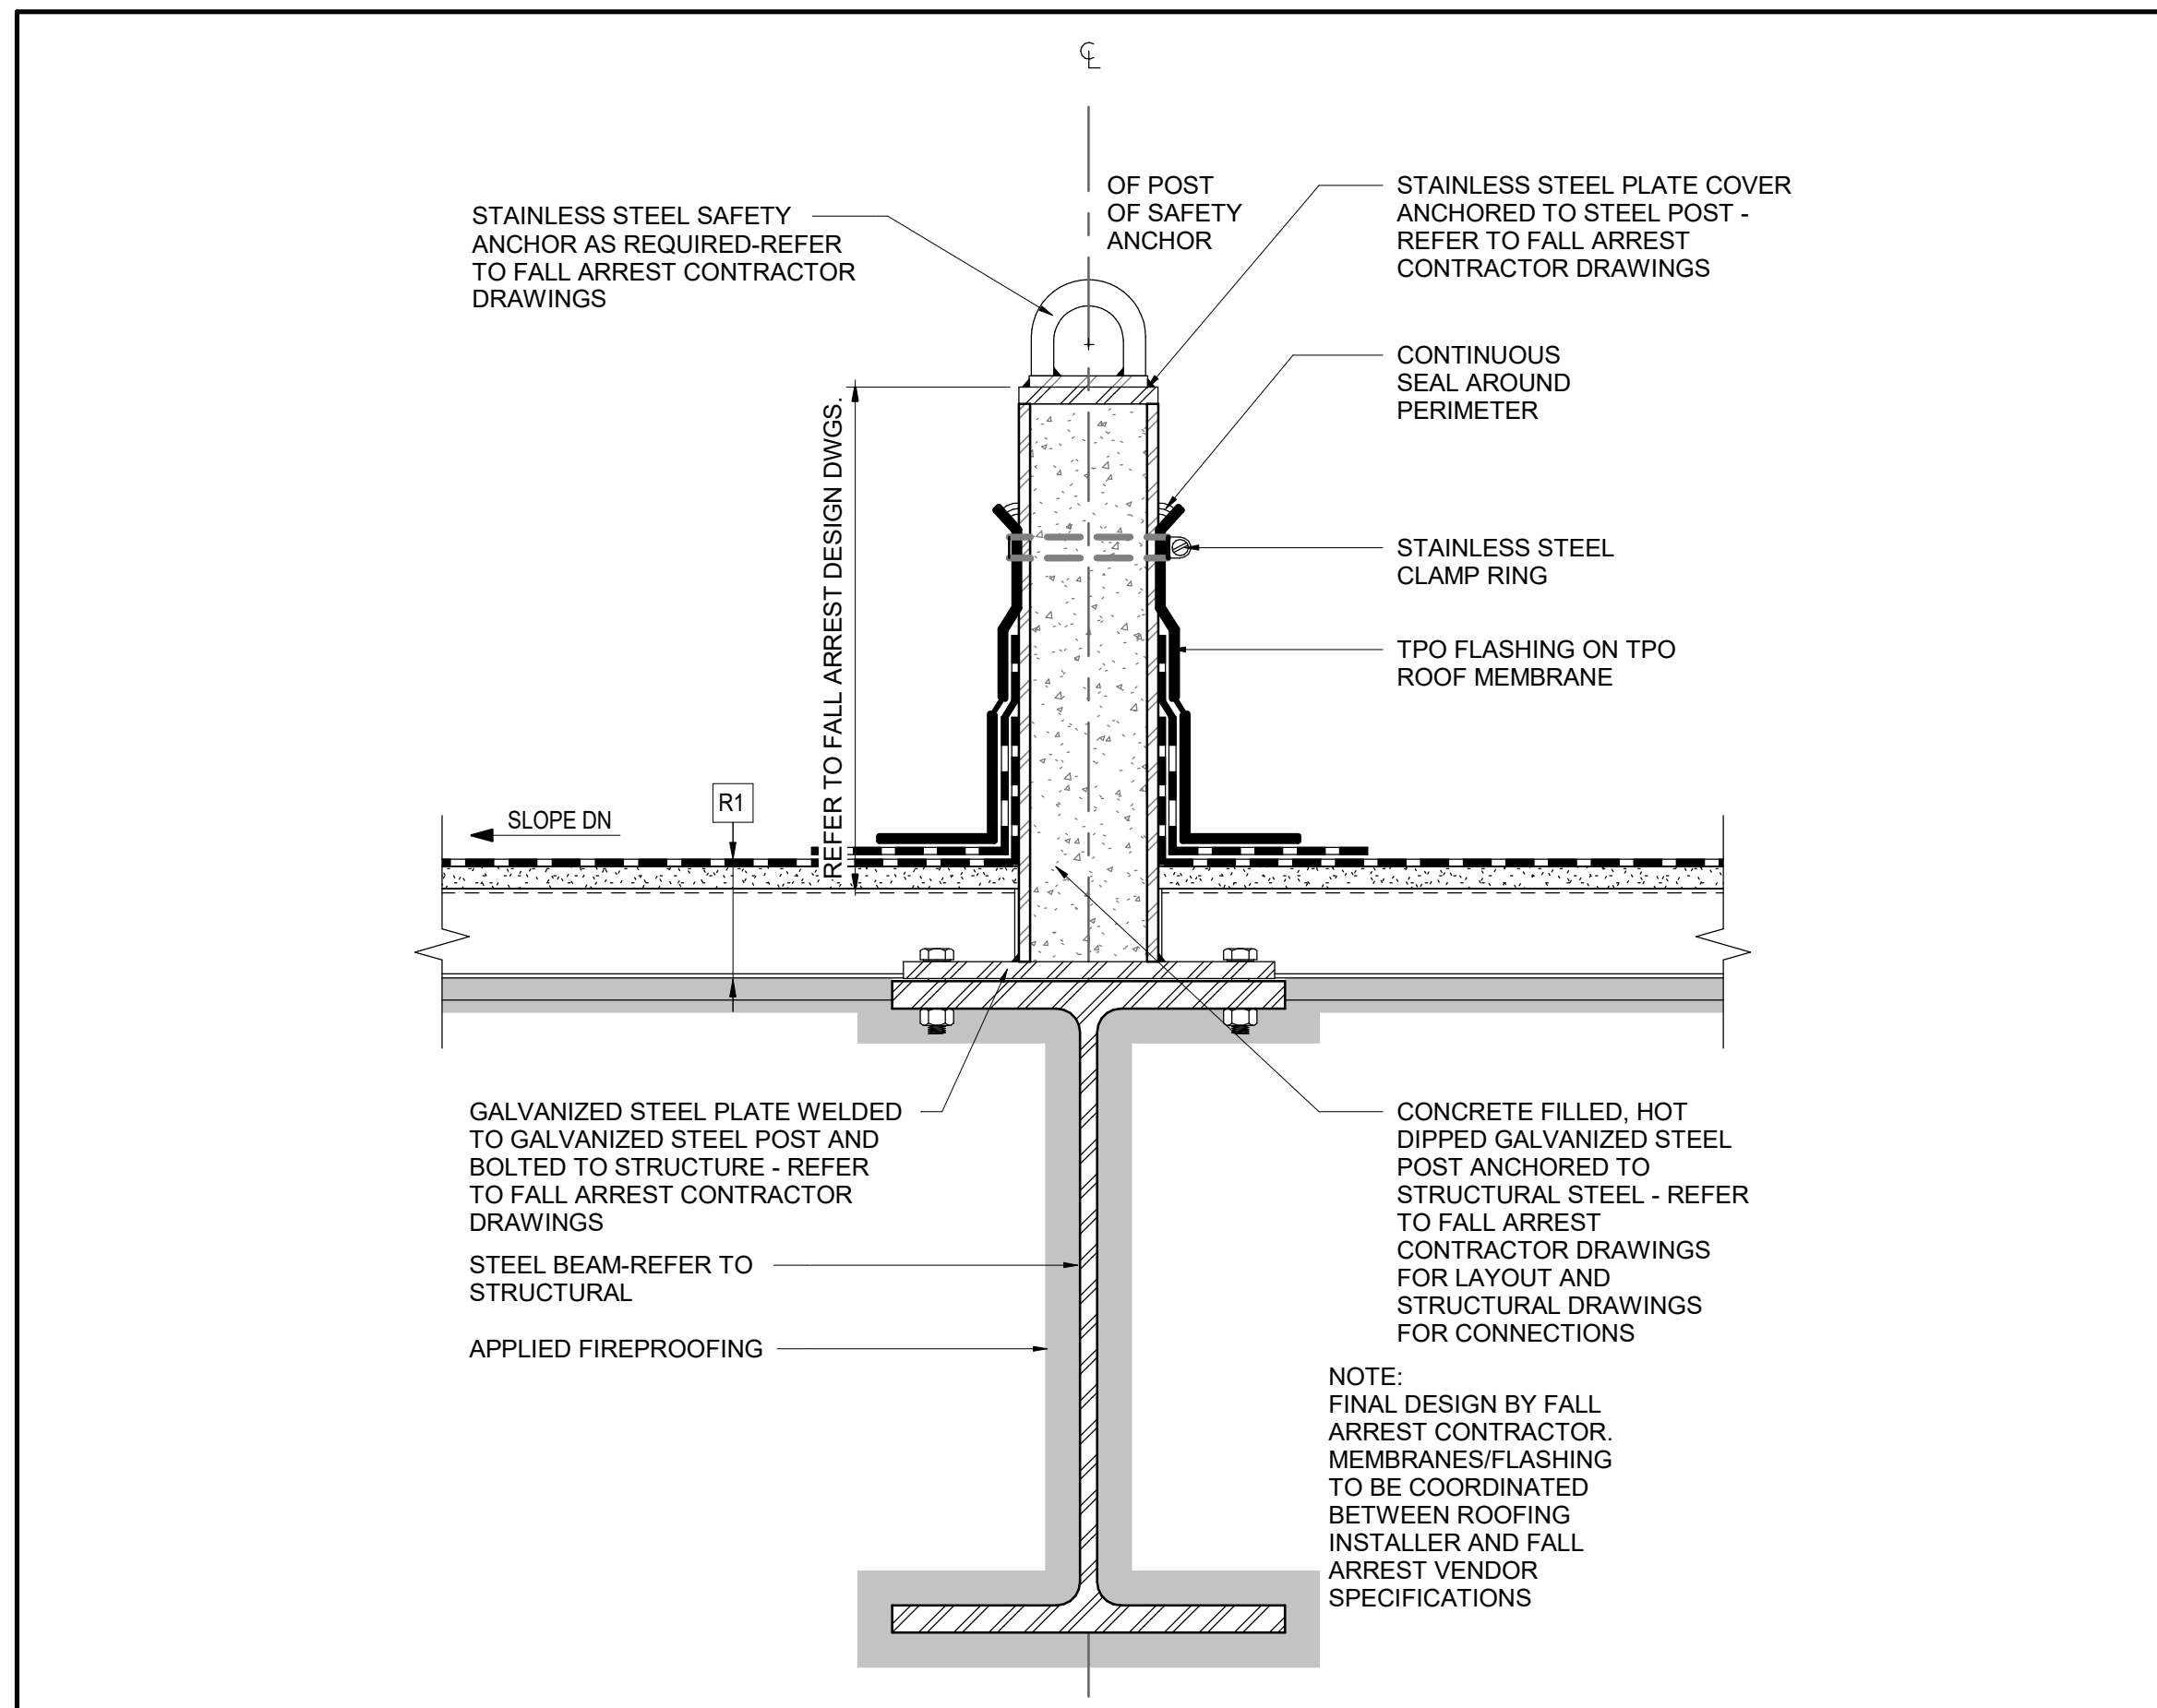 ℄
OF POST
OF SAFETY
ANCHOR
STAINLESS STEEL SAFETY
ANCHOR AS REQUIRED-REFER
TO FALL ARREST CONTRACTOR
DRAWINGS
STAINLESS STEEL PLATE COVER
ANCHORED TO STEEL POST -
REFER TO FALL ARREST
CONTRACTOR DRAWINGS
CONTINUOUS
SEAL AROUND
PERIMETER
STAINLESS STEEL
CLAMP RING
TPO FLASHING ON TPO
ROOF MEMBRANE
REFER TO FALL ARREST DESIGN DWGS.
R1
SLOPE DN
GALVANIZED STEEL PLATE WELDED
TO GALVANIZED STEEL POST AND
BOLTED TO STRUCTURE - REFER
TO FALL ARREST CONTRACTOR
DRAWINGS
STEEL BEAM-REFER TO
STRUCTURAL
APPLIED FIREPROOFING
CONCRETE FILLED, HOT
DIPPED GALVANIZED STEEL
POST ANCHORED TO
STRUCTURAL STEEL - REFER
TO FALL ARREST
CONTRACTOR DRAWINGS
FOR LAYOUT AND
STRUCTURAL DRAWINGS
FOR CONNECTIONS
NOTE:
FINAL DESIGN BY FALL
ARREST CONTRACTOR.
MEMBRANES/FLASHING
TO BE COORDINATED
BETWEEN ROOFING
INSTALLER AND FALL
ARREST VENDOR
SPECIFICATIONS